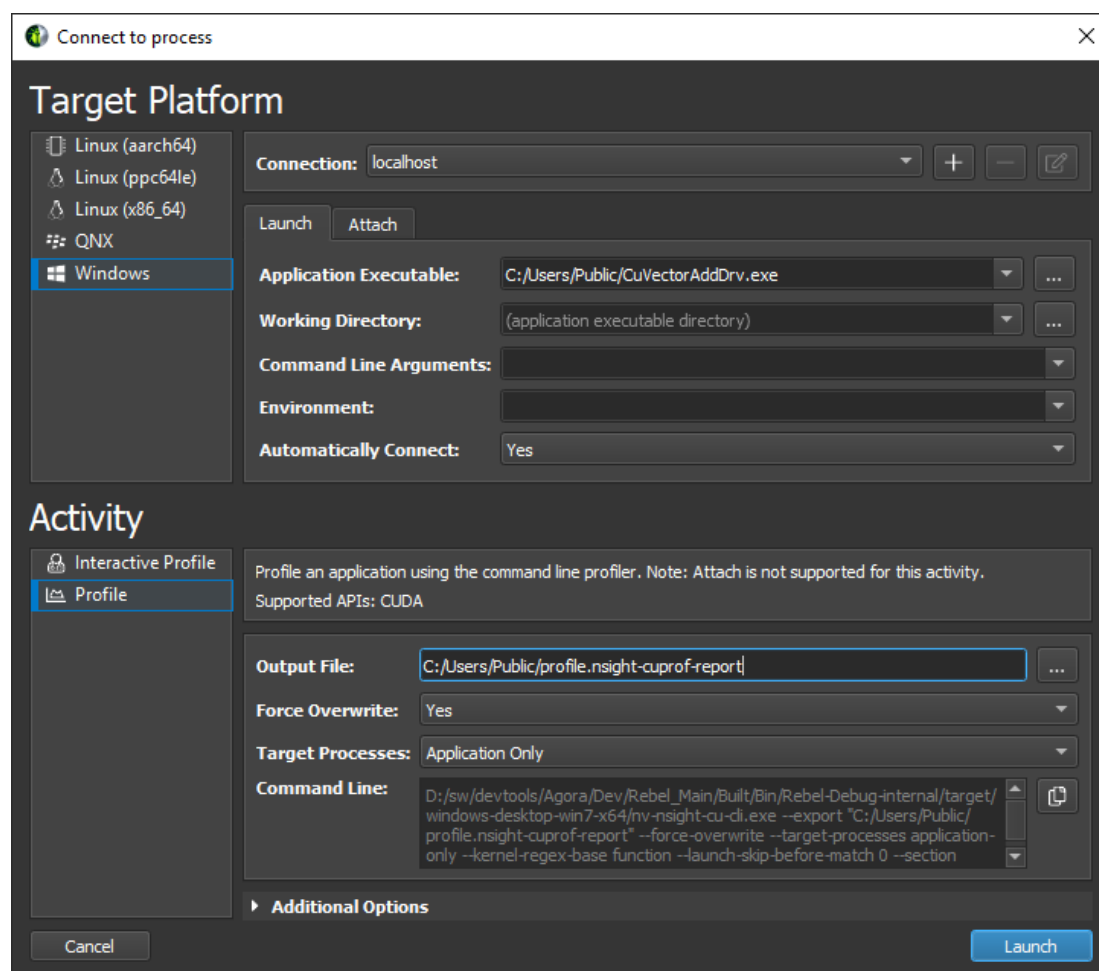 Connect to process
Target Platform
Linux (aarch64)
Linux (ppc64le)
Linux (x86_64)
QNX
Windows
Connection: localhost
Launch Attach
Application Executable: C:/Users/Public/CuVectorAddDrv.exe ...
Working Directory: (application executable directory) ...
Command Line Arguments:
Environment:
Automatically Connect: Yes
Activity
Interactive Profile
Profile
Profile an application using the command line profiler. Note: Attach is not supported for this activity.
Supported APIs: CUDA
Output File: C:/Users/Public/profile.nsight-cuprof-report ...
Force Overwrite: Yes
Target Processes: Application Only
Command Line: D:/sw/devtools/Agora/Dev/Rebel_Main/Built/Bin/Rebel-Debug-internal/target/
windows-desktop-win7-x64/nv-nsight-cu-cli.exe --export "C:/Users/Public/
profile.nsight-cuprof-report" --force-overwrite --target-processes application-
only --kernel-regex-base function --launch-skip-before-match 0 --section
Additional Options
Cancel Launch